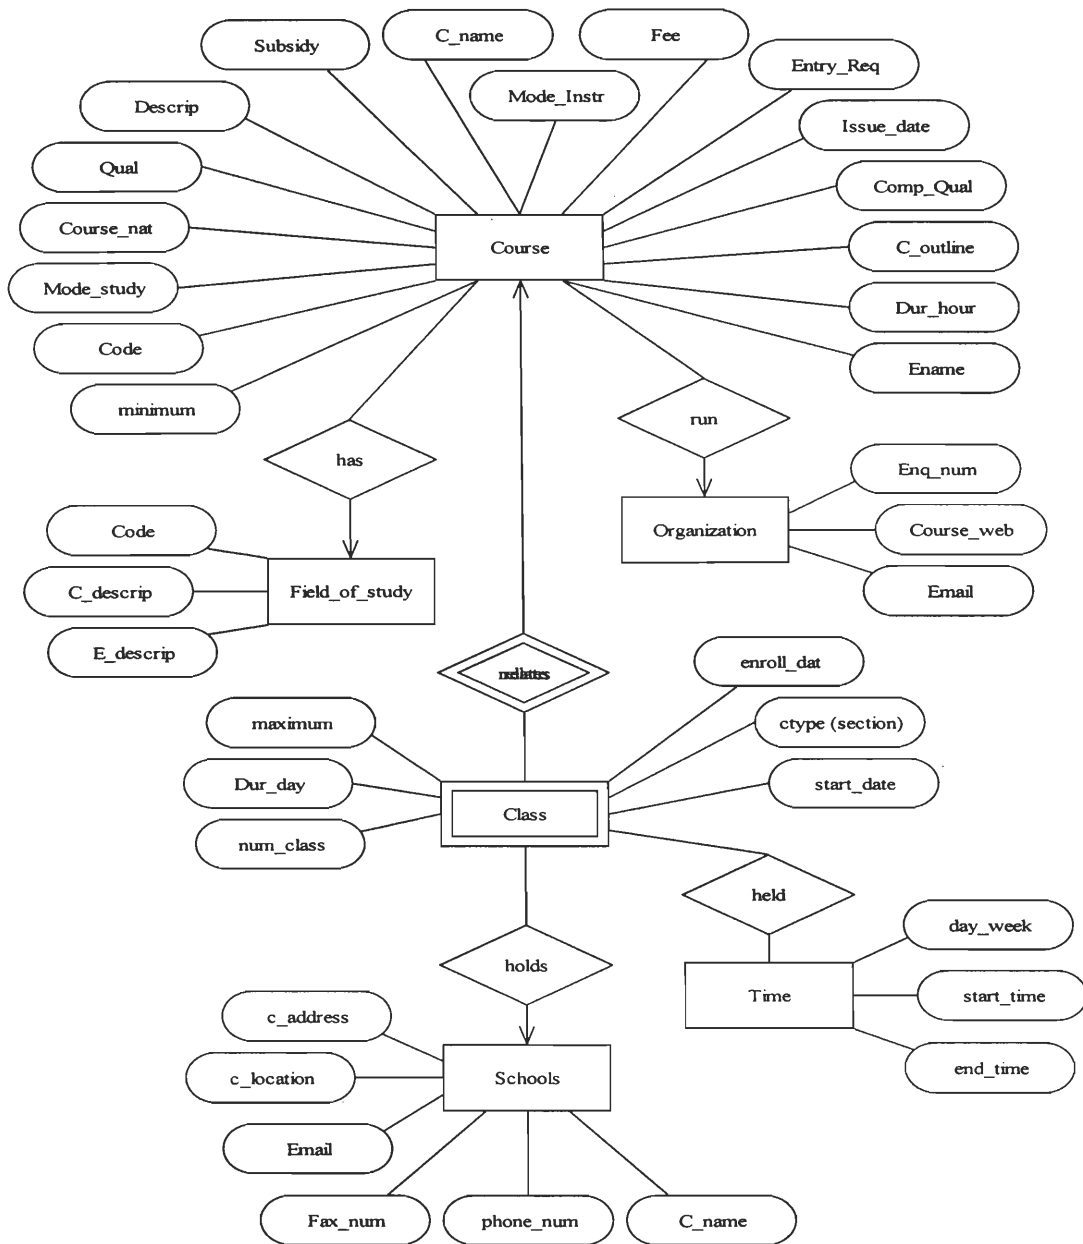 C_name
Fee
Subsidy
Entry_Req
Mode_Instr
Descrip
Issue_date
Qual
Comp_Qual
Course_nat
Course
C_outline
Mode_study
Dur_hour
Code
Ename
minimum
run
has
Enq_num
Code
Organization
Course_web
C_descrip
Field_of_study
Email
E_descrip
enroll_dat
maximum
ctype (section)
Dur_day
start_date
Class
num_class
held
day_week
holds
Time
start_time
c_address
end_time
c_location
Schools
Email
Fax_num
phone_num
C_name